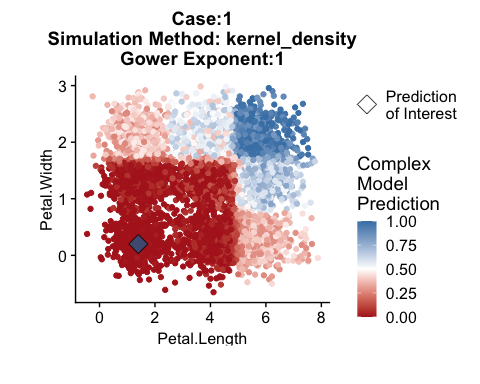 Case:1
Simulation Method: kernel_density
Gower Exponent:1
3
2
1
0
Petal.Width
0
2
4
6
8
Petal.Length
Prediction
of Interest
Complex
Model
Prediction
1.00
0.75
0.50
0.25
0.00